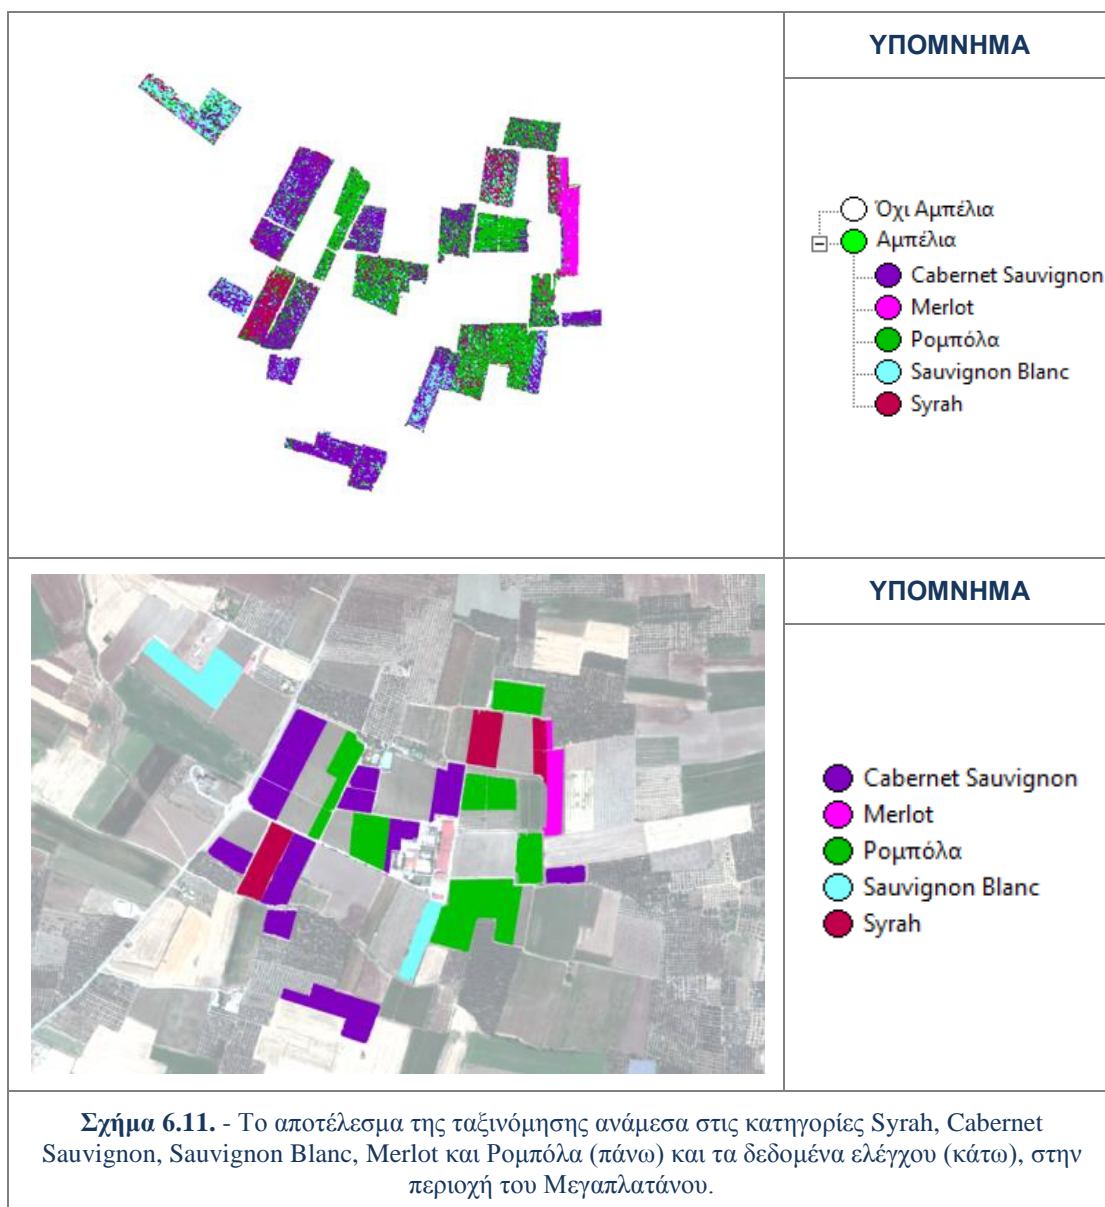 ΥΠΟΜΝΗΜΑ
Όχι Αμπέλια
Αμπέλια
Cabernet Sauvignon
Merlot
Ρομπόλα
Sauvignon Blanc
Syrah
ΥΠΟΜΝΗΜΑ
Cabernet Sauvignon
Merlot
Ρομπόλα
Sauvignon Blanc
Syrah
Σχήμα 6.11. - Το αποτέλεσμα της ταξινόμησης ανάμεσα στις κατηγορίες Syrah, Cabernet
Sauvignon, Sauvignon Blanc, Merlot και Ρομπόλα (πάνω) και τα δεδομένα ελέγχου (κάτω), στην
περιοχή του Μεγαπλατάνου.